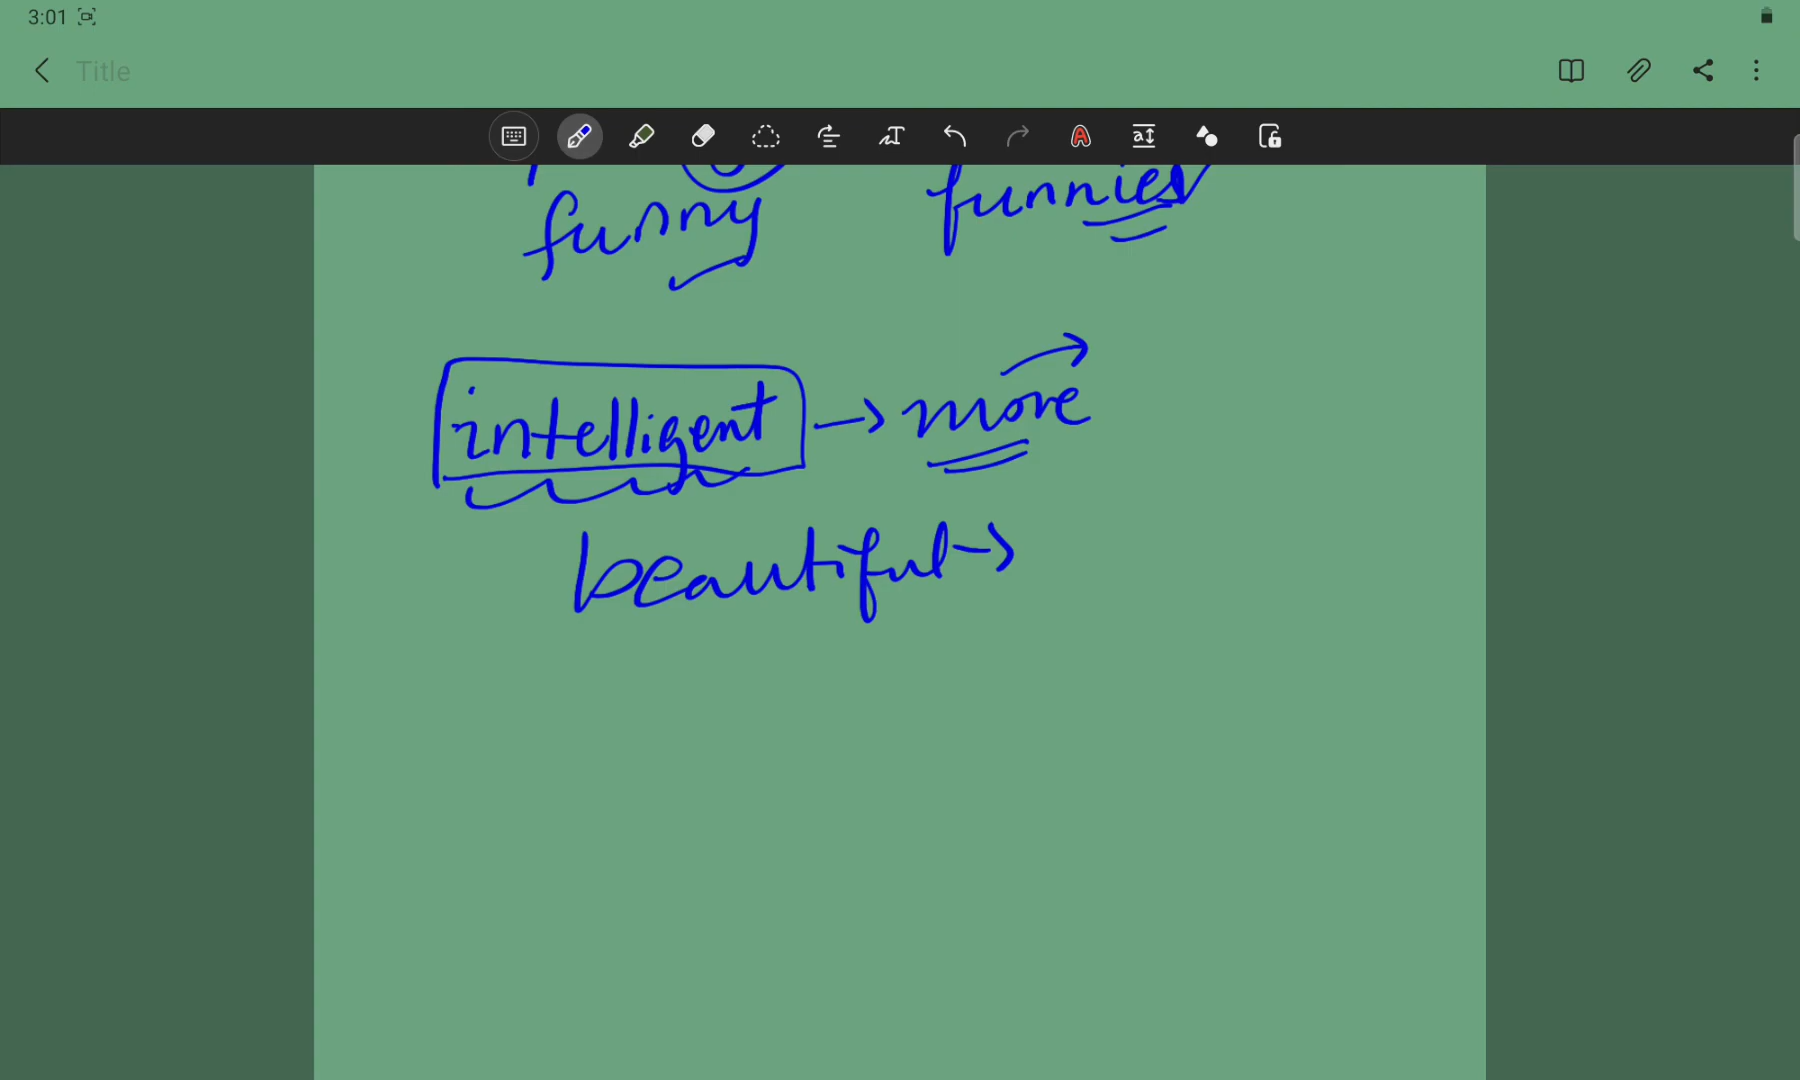 3:01
Title
funny funnies
intelligent → more
beautiful →